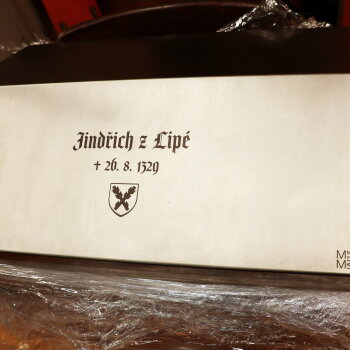 Jindřich z Lipé
† 26. 8. 1329